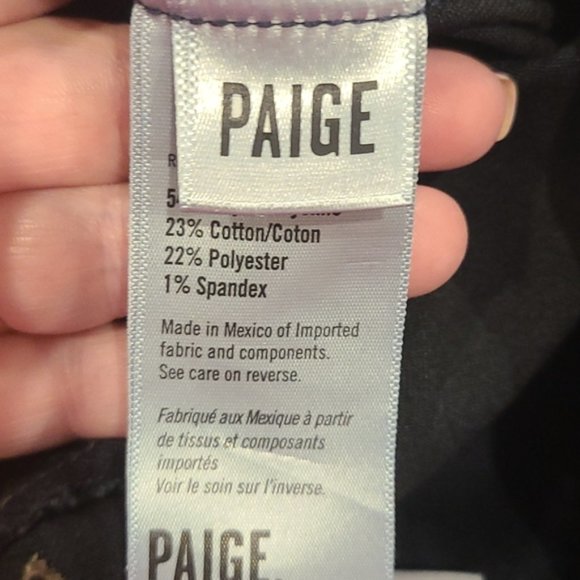 PAIGE
R
5
23% Cotton/Coton
22% Polyester
1% Spandex
Made in Mexico of Imported
fabric and components.
See care on reverse.
Fabriqué aux Mexique à partir
de tissus et composants
importés
Voir le soin sur l'inverse.
PAIGE